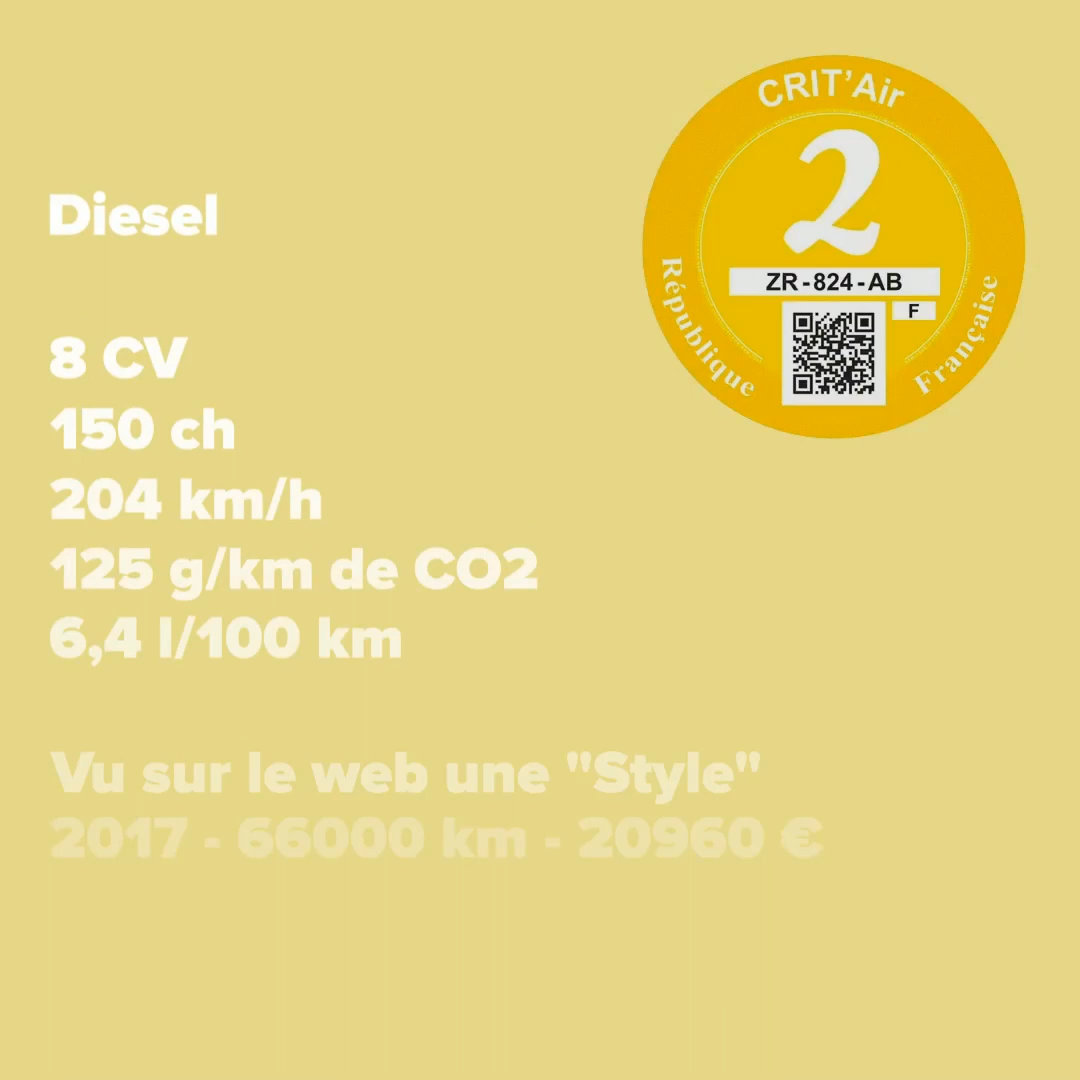 CRIT'Air
2
ZR-824-AB
F
République Française
Diesel
8 CV
150 ch
204 km/h
125 g/km de CO2
6,4 l/100 km
Vu sur le web une "Style"
2017 - 66000 km - 20960 €